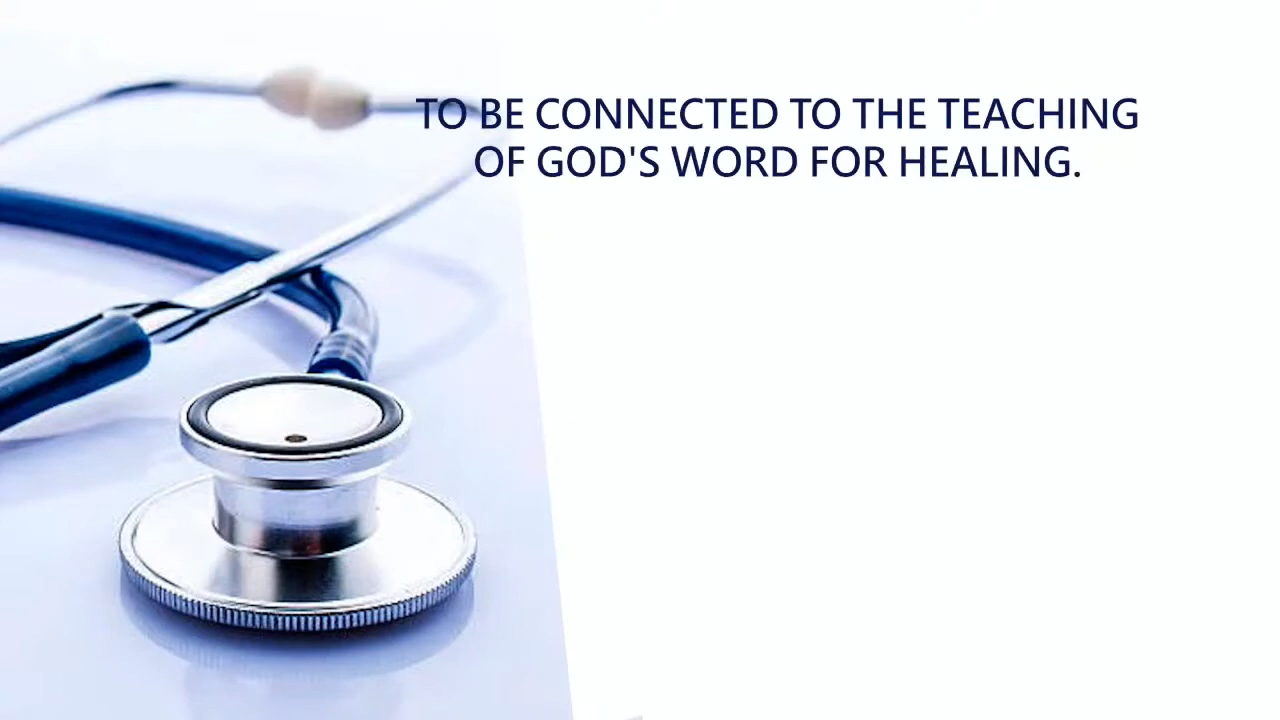 TO BE CONNECTED TO THE TEACHING
OF GOD'S WORD FOR HEALING.